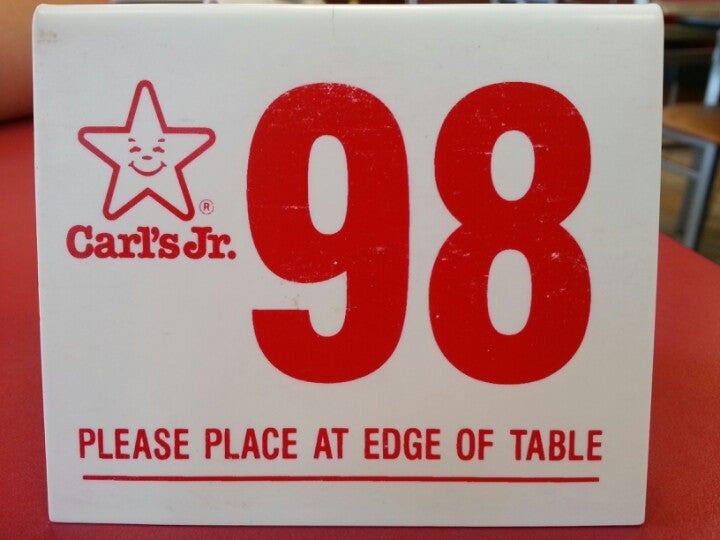 98
®
Carl's Jr.
PLEASE PLACE AT EDGE OF TABLE